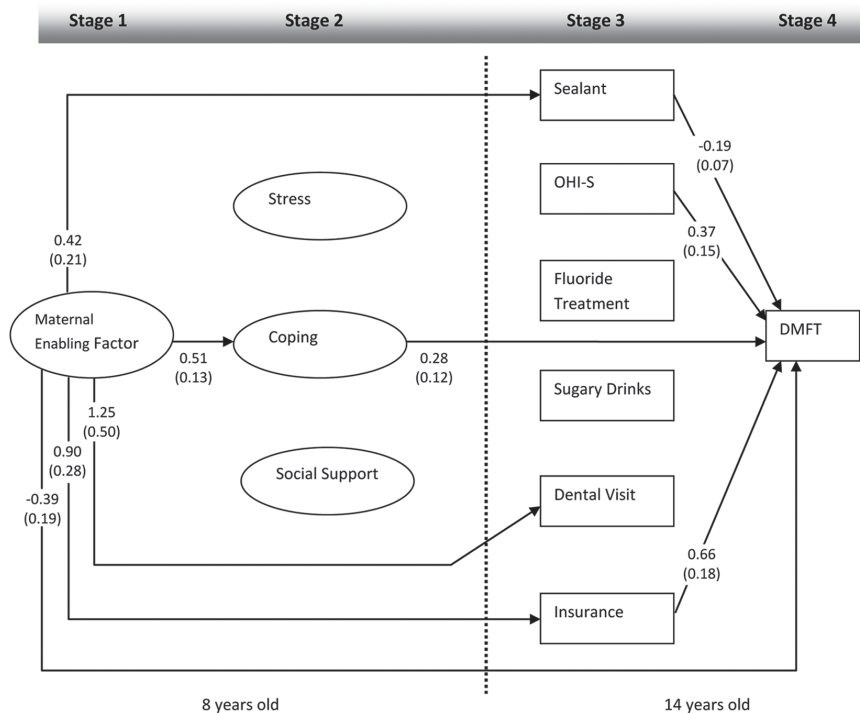 Stage 1
Stage 2
Stage 3
Stage 4
Sealant
-0.19
(0.07)
Stress
OHI-S
0.37
(0.15)
0.42
(0.21)
Fluoride
Treatment
Maternal
Enabling Factor
0.51
(0.13)
Coping
0.28
(0.12)
DMFT
Sugary Drinks
1.25
(0.50)
0.90
(0.28)
-0.39
(0.19)
Social Support
Dental Visit
0.66
(0.18)
Insurance
8 years old
14 years old